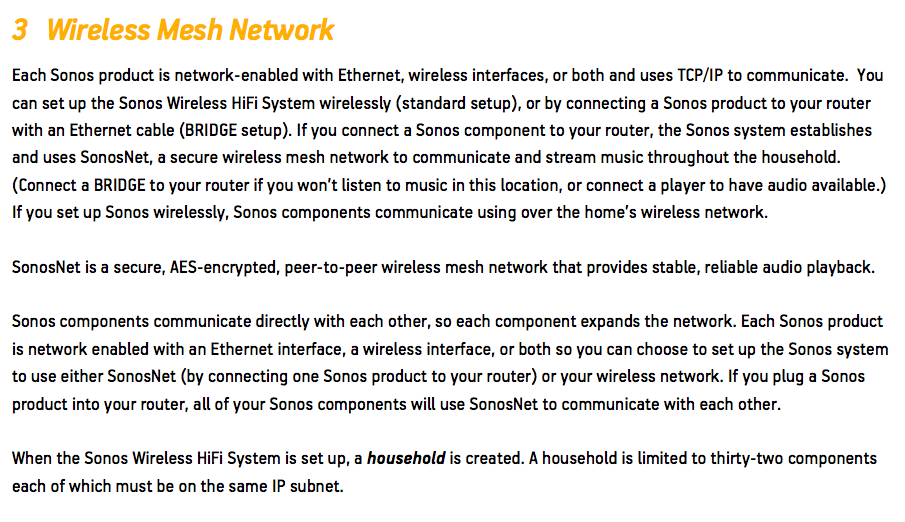 3 Wireless Mesh Network
Each Sonos product is network-enabled with Ethernet, wireless interfaces, or both and uses TCP/IP to communicate. You
can set up the Sonos Wireless HiFi System wirelessly (standard setup), or by connecting a Sonos product to your router
with an Ethernet cable (BRIDGE setup). If you connect a Sonos component to your router, the Sonos system establishes
and uses SonosNet, a secure wireless mesh network to communicate and stream music throughout the household.
(Connect a BRIDGE to your router if you won't listen to music in this location, or connect a player to have audio available.)
If you set up Sonos wirelessly, Sonos components communicate using over the home's wireless network.
SonosNet is a secure, AES-encrypted, peer-to-peer wireless mesh network that provides stable, reliable audio playback.
Sonos components communicate directly with each other, so each component expands the network. Each Sonos product
is network enabled with an Ethernet interface, a wireless interface, or both so you can choose to set up the Sonos system
to use either SonosNet (by connecting one Sonos product to your router) or your wireless network. If you plug a Sonos
product into your router, all of your Sonos components will use SonosNet to communicate with each other.
When the Sonos Wireless HiFi System is set up, a household is created. A household is limited to thirty-two components
each of which must be on the same IP subnet.